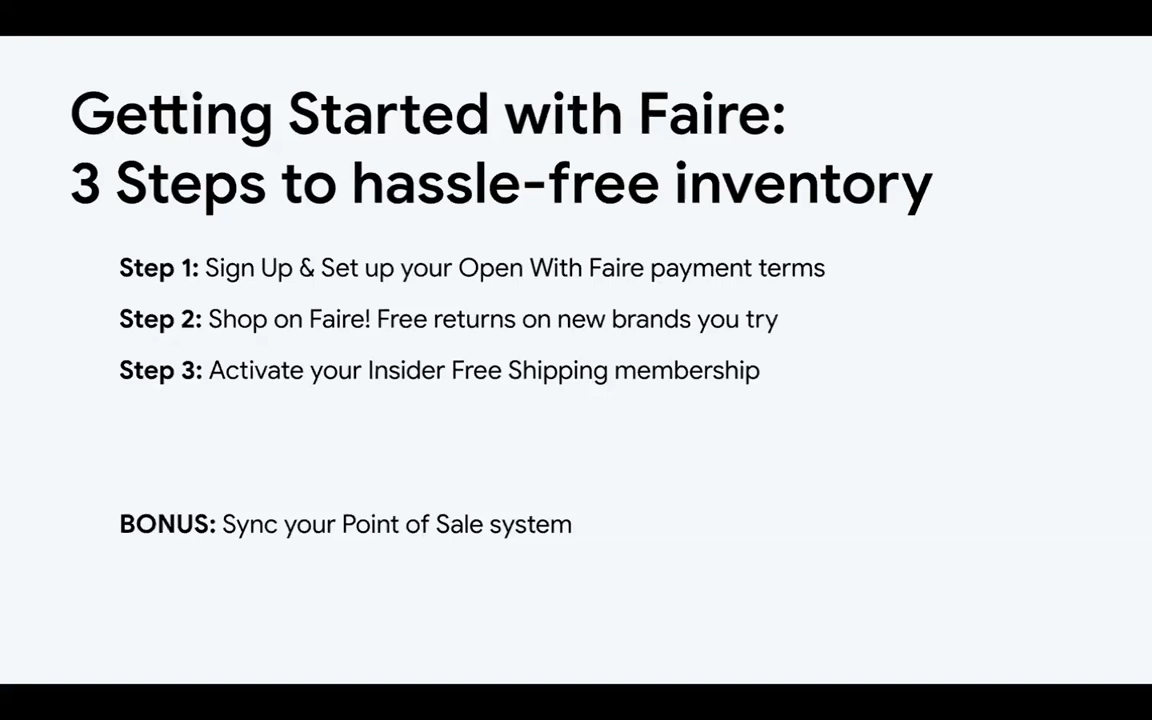 Getting Started with Faire:
3 Steps to hassle-free inventory
Step 1: Sign Up & Set up your Open With Faire payment terms
Step 2: Shop on Faire! Free returns on new brands you try
Step 3: Activate your Insider Free Shipping membership
BONUS: Sync your Point of Sale system